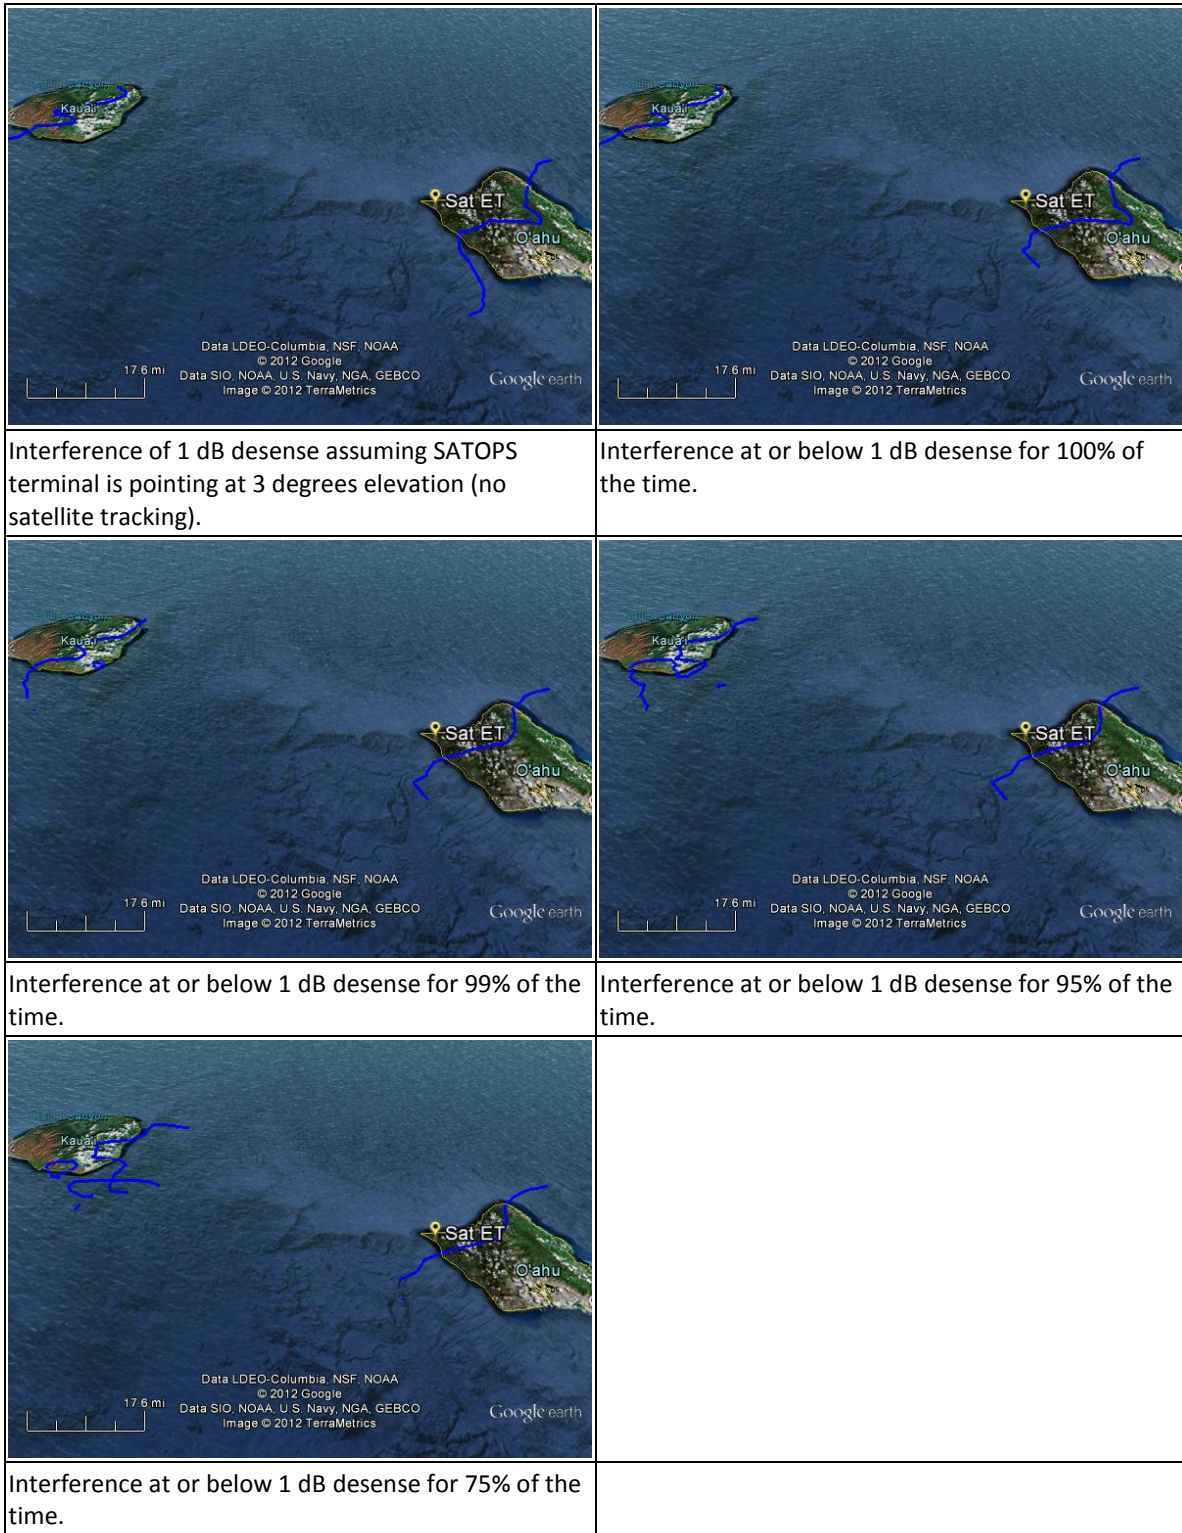 Kaua'i
Sat ET
O'ahu
Data LDEO-Columbia, NSF, NOAA
© 2012 Google
17.6 mi
Data SIO, NOAA, U.S. Navy, NGA, GEBCO
Image © 2012 TerraMetrics
Google earth
Kaua'i
Sat ET
O'ahu
Data LDEO-Columbia, NSF, NOAA
© 2012 Google
17.6 mi
Data SIO, NOAA, U.S. Navy, NGA, GEBCO
Image © 2012 TerraMetrics
Google earth
Interference of 1 dB desense assuming SATOPS
terminal is pointing at 3 degrees elevation (no
satellite tracking).
Interference at or below 1 dB desense for 100% of
the time.
Kaua'i
Sat ET
O'ahu
Data LDEO-Columbia, NSF, NOAA
© 2012 Google
17.6 mi
Data SIO, NOAA, U.S. Navy, NGA, GEBCO
Image © 2012 TerraMetrics
Google earth
Kaua'i
Sat ET
O'ahu
Data LDEO-Columbia, NSF, NOAA
© 2012 Google
17.6 mi
Data SIO, NOAA, U.S. Navy, NGA, GEBCO
Image © 2012 TerraMetrics
Google earth
Interference at or below 1 dB desense for 99% of the
time.
Interference at or below 1 dB desense for 95% of the
time.
Kaua'i
Sat ET
O'ahu
Data LDEO-Columbia, NSF, NOAA
© 2012 Google
17.6 mi
Data SIO, NOAA, U.S. Navy, NGA, GEBCO
Image © 2012 TerraMetrics
Google earth
Interference at or below 1 dB desense for 75% of the
time.